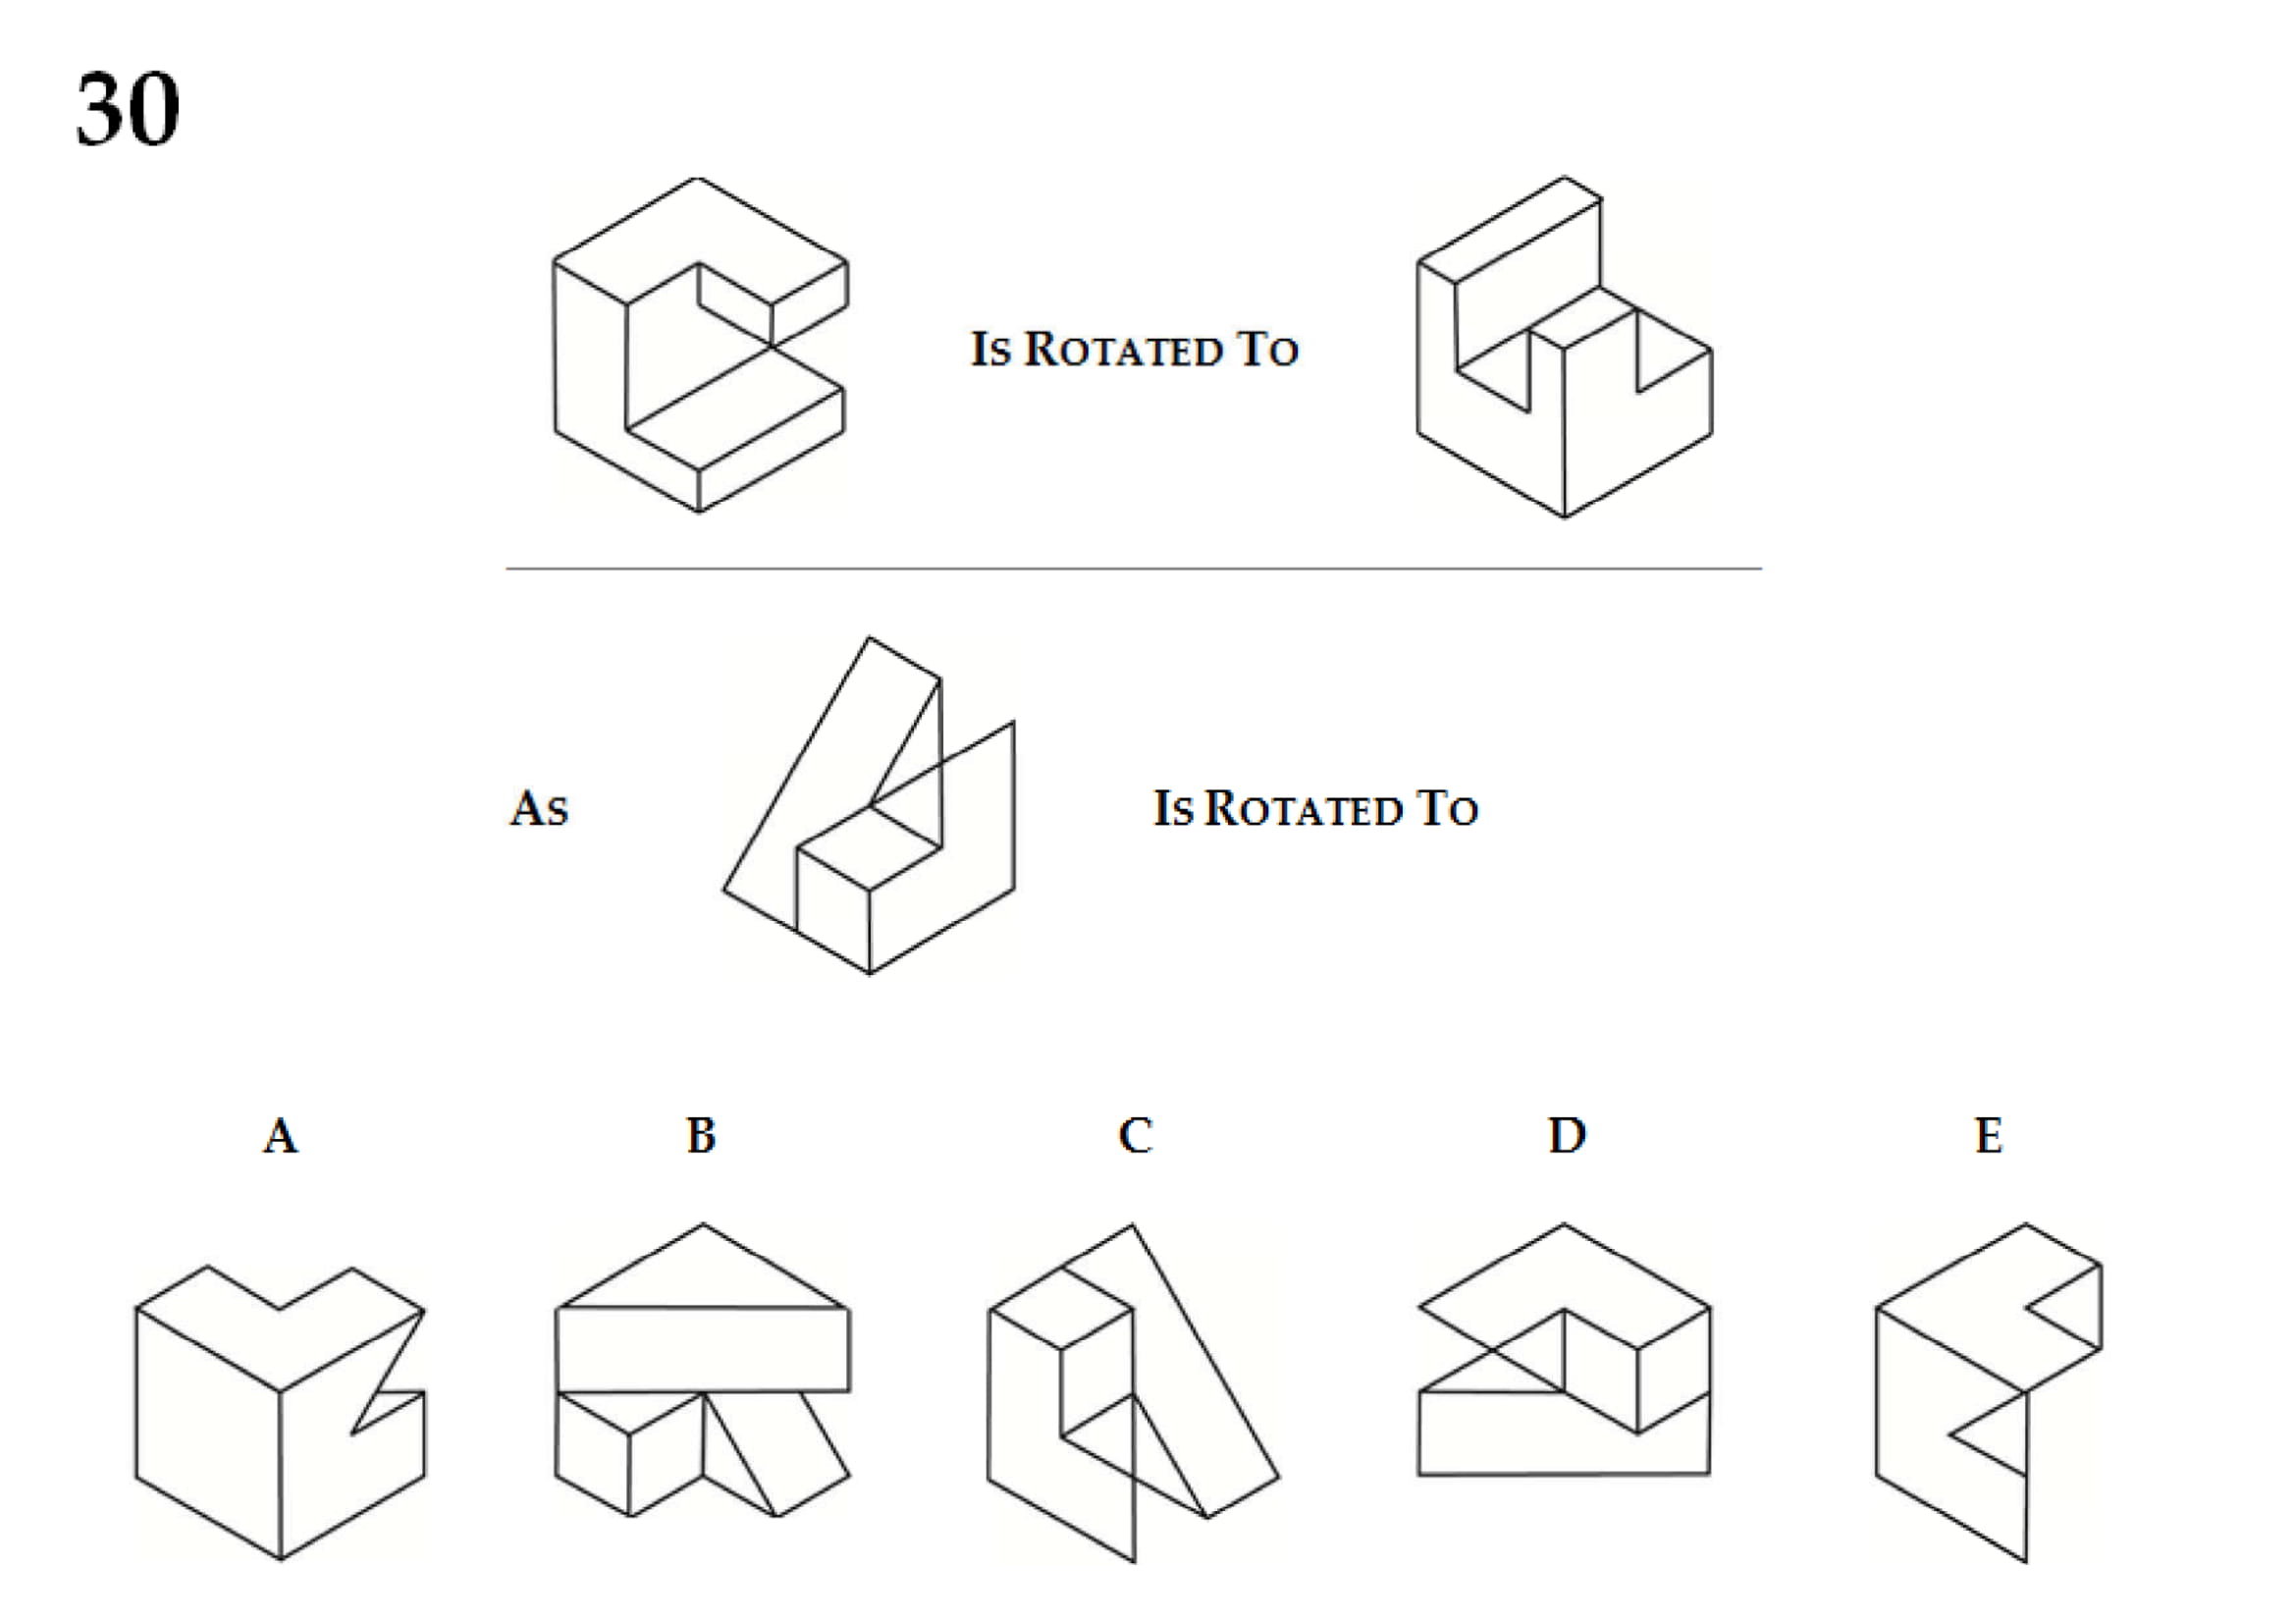 30
Is Rotated To
As
Is Rotated To
A B C D E